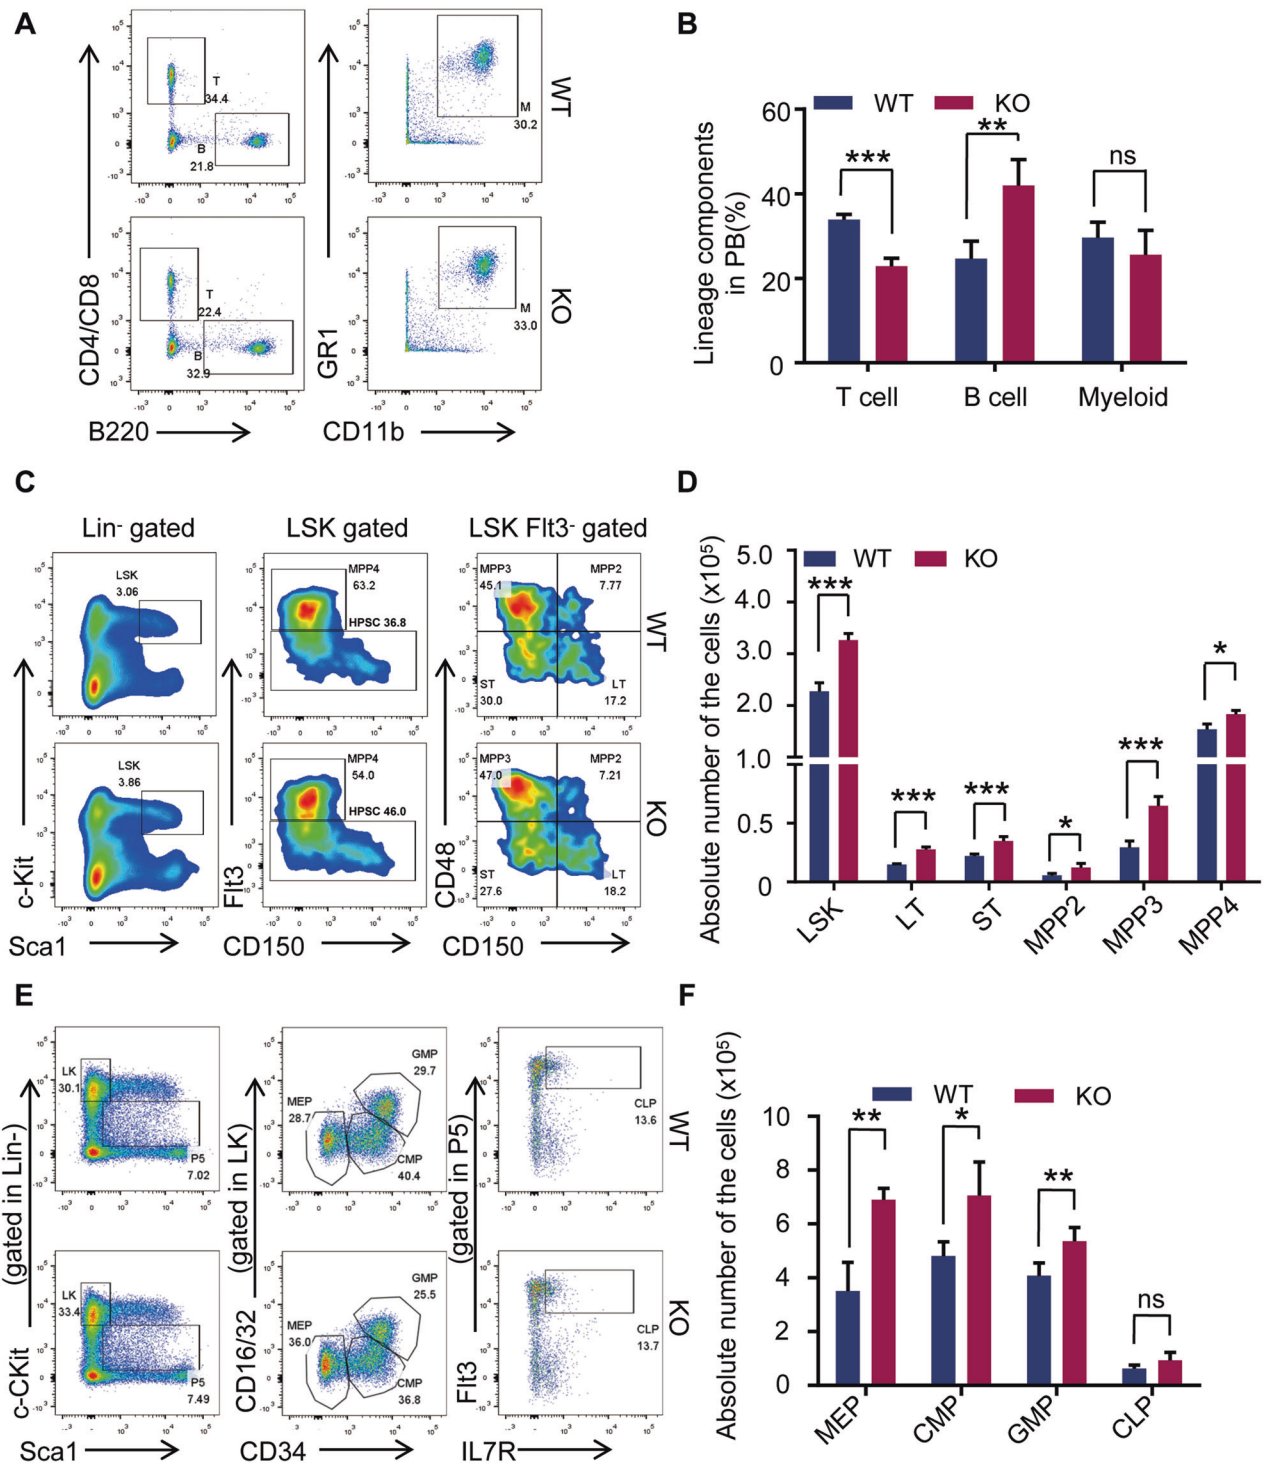 A
T
34.4
B
21.8
M
30.2
WT
T
22.4
B
32.9
M
33.0
KO
CD4/CD8
GR1
B220
CD11b
B
WT
KO
Lineage components
in PB(%)
60
40
20
0
***
**
ns
T cell
B cell
Myeloid
C
Lin- gated
LSK gated
LSK Flt3- gated
LSK
3.06
MPP4
63.2
HPSC 36.8
MPP3
45.1
MPP2
7.77
ST
30.0
LT
17.2
WT
LSK
3.86
MPP4
54.0
HPSC 46.0
MPP3
47.0
MPP2
7.21
ST
27.6
LT
18.2
KO
c-Kit
Flt3
CD48
Sca1
CD150
CD150
D
WT
KO
Absolute number of the cells (x10⁵)
5.0
4.0
3.0
2.0
1.0
0.5
0
***
***
***
*
***
*
LSK
LT
ST
MPP2
MPP3
MPP4
E
LK
30.1
P5
7.02
MEP
28.7
GMP
29.7
CMP
40.4
CLP
13.6
WT
LK
33.4
P5
7.49
MEP
36.0
GMP
25.5
CMP
36.8
CLP
13.7
KO
c-CKit
(gated in Lin-)
CD16/32
(gated in LK)
Flt3
(gated in P5)
Sca1
CD34
IL7R
F
WT
KO
Absolute number of the cells (x10⁵)
10
8
6
4
2
0
**
*
**
ns
MEP
CMP
GMP
CLP